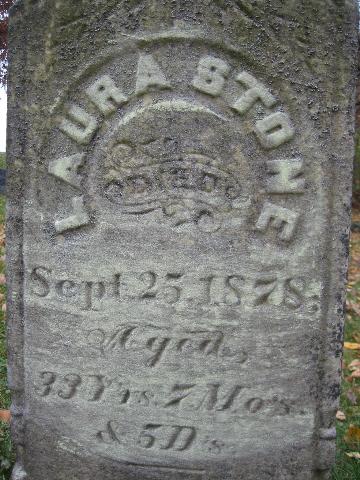 LAURA STONE
DIED
Sept. 25, 1878,
Aged,
33 Yrs. 7 Mo's.
& 5 D's.